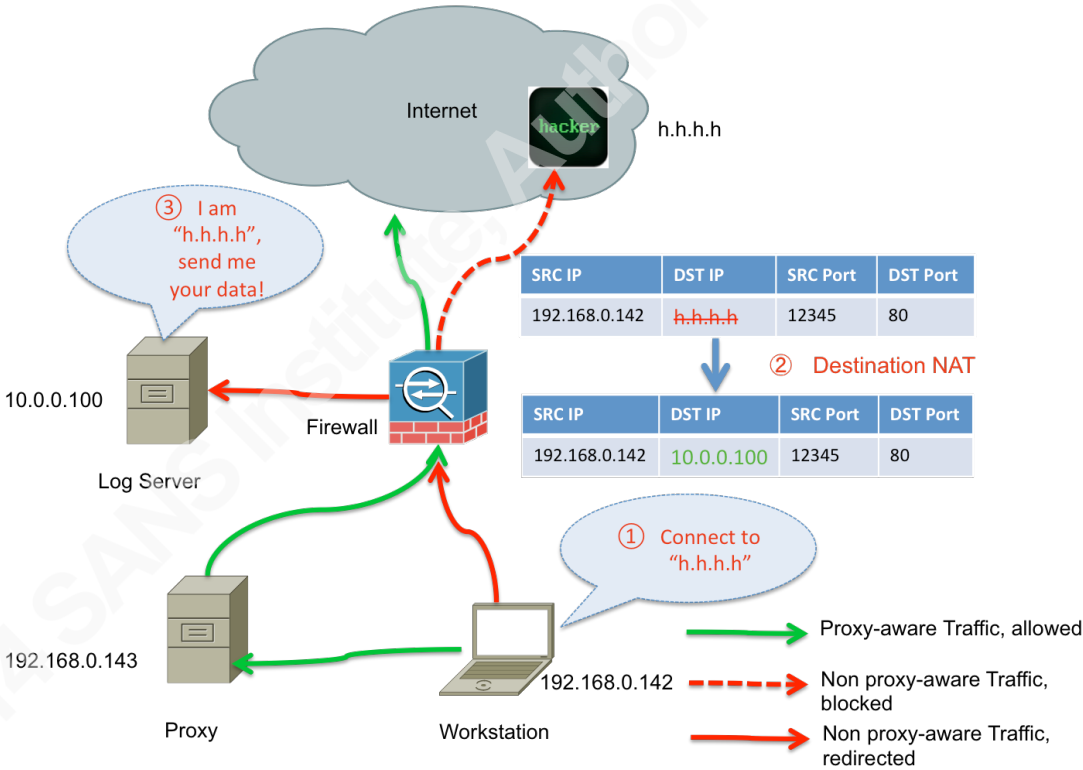 Internet
hacker
h.h.h.h
③ I am
“h.h.h.h”,
send me
your data!
SRC IP DST IP SRC Port DST Port
192.168.0.142 h.h.h.h 12345 80
② Destination NAT
10.0.0.100
Firewall
SRC IP DST IP SRC Port DST Port
192.168.0.142 10.0.0.100 12345 80
Log Server
① Connect to
“h.h.h.h”
192.168.0.143
192.168.0.142
Proxy
Workstation
Proxy-aware Traffic, allowed
Non proxy-aware Traffic,
blocked
Non proxy-aware Traffic,
redirected
4 SANS Institute, Author